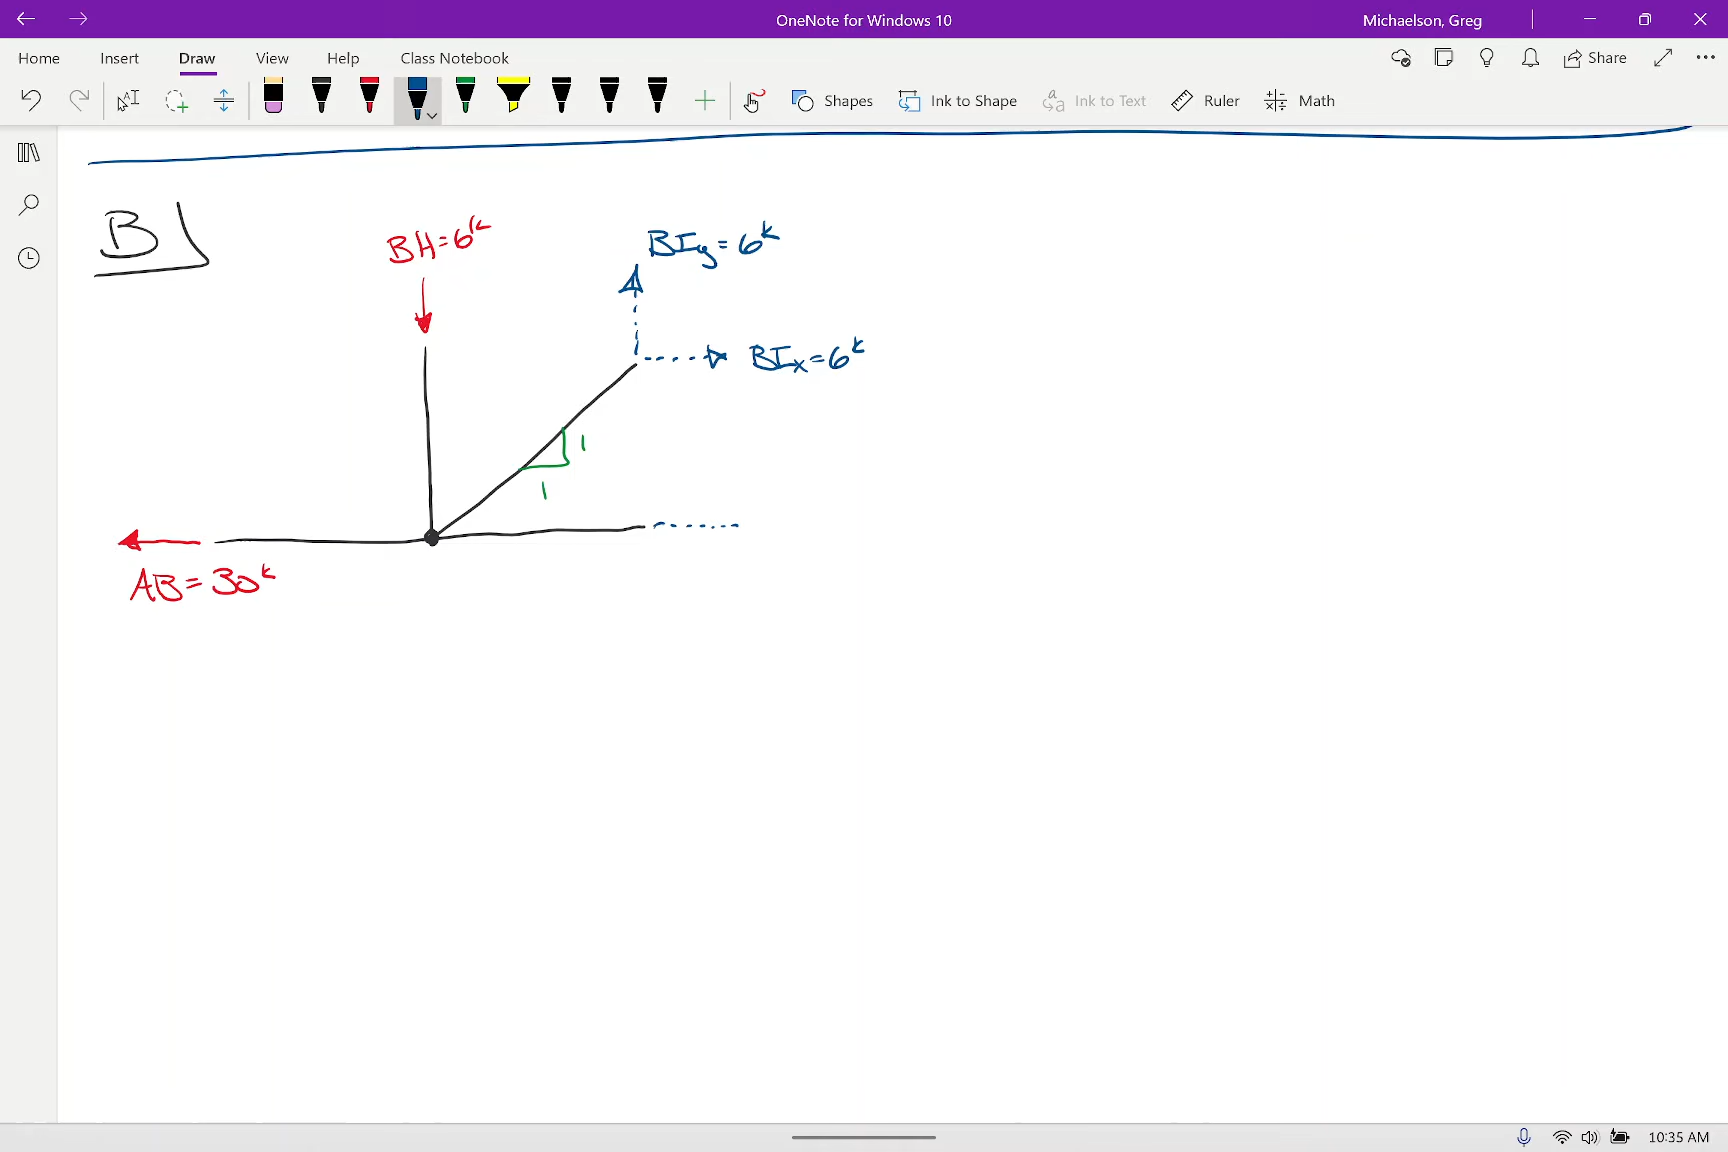 OneNote for Windows 10
Michaelson, Greg
Home Insert Draw View Help Class Notebook
Share
Shapes Ink to Shape Ink to Text Ruler Math
B
BH=6ᵏ
BIy=6ᵏ
BIx=6ᵏ
1
1
AB=30ᵏ
10:35 AM